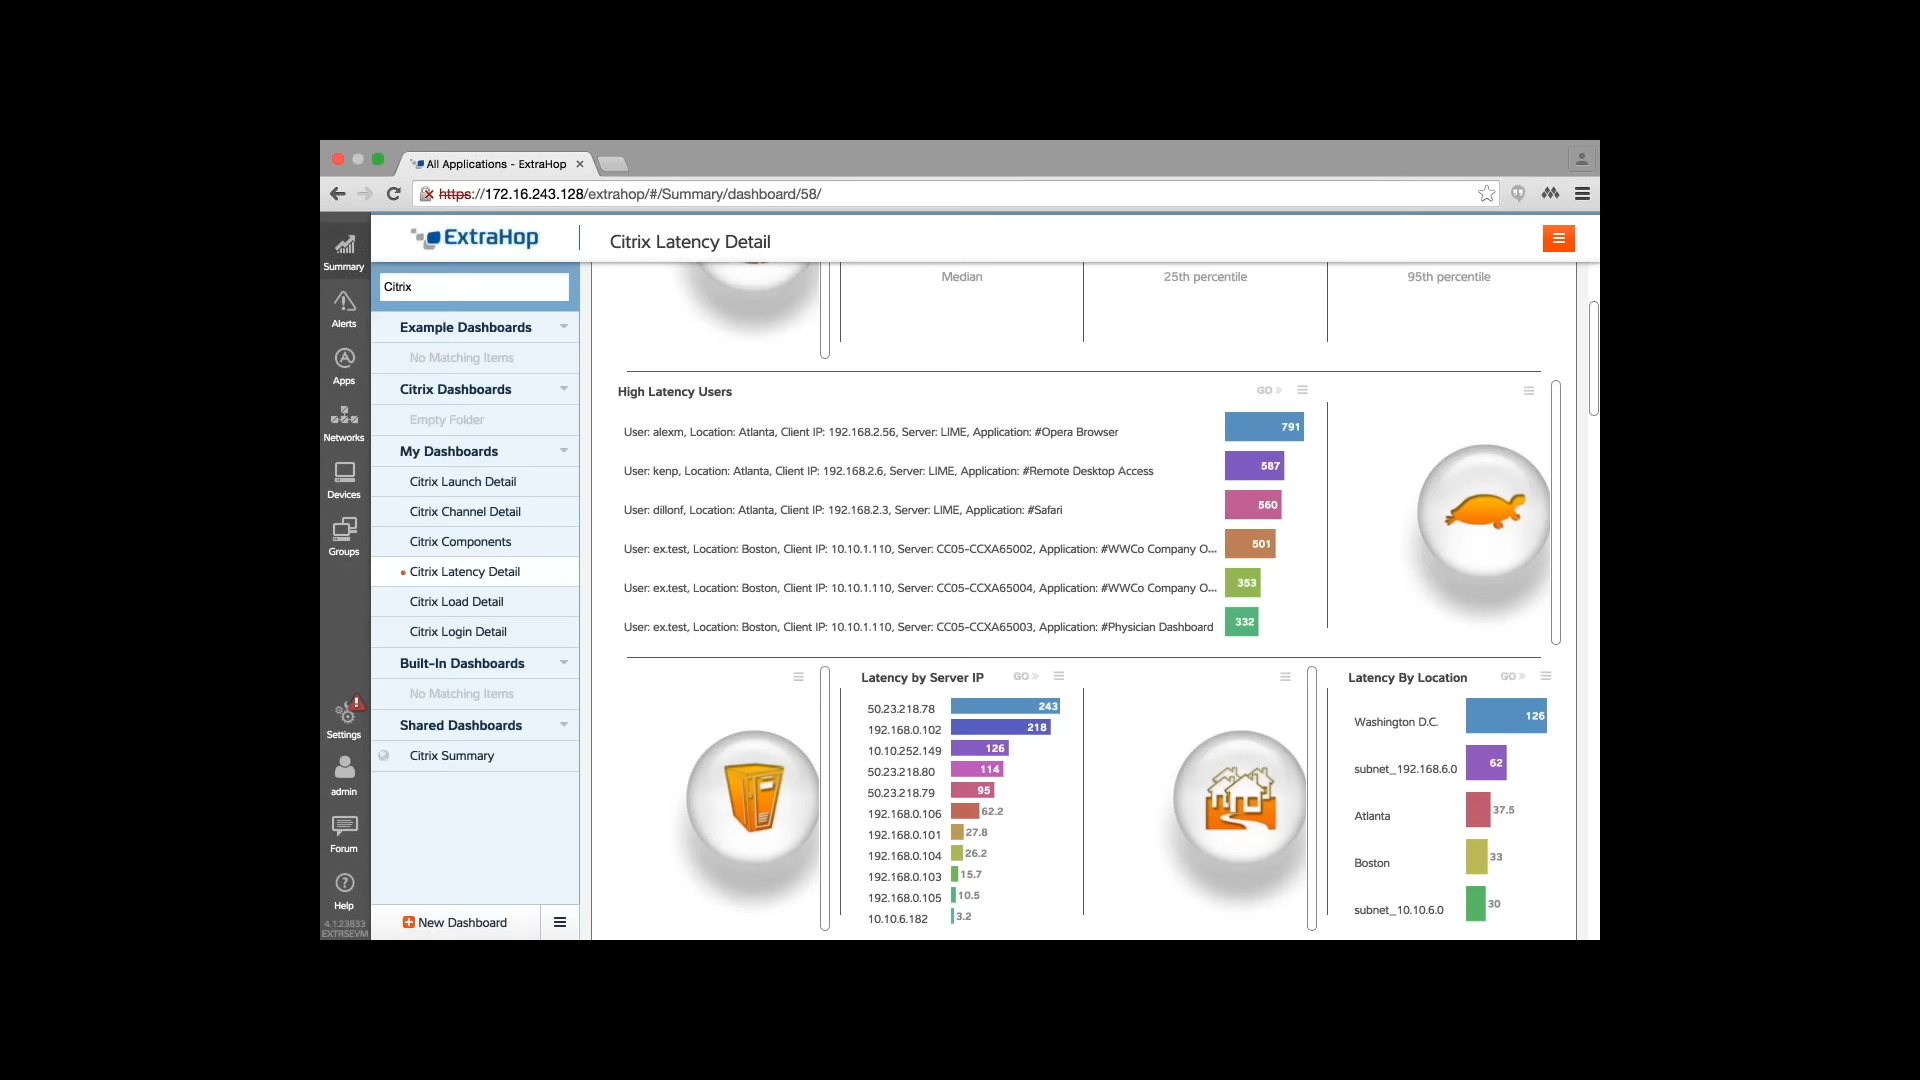 All Applications - ExtraHop
https://172.16.243.128/extrahop/#/Summary/dashboard/58/
ExtraHop
Citrix Latency Detail
Summary
Alerts
Apps
Networks
Devices
Groups
Settings
admin
Forum
Help
4.1.23833
EXTRSEVM
Citrix
Example Dashboards
No Matching Items
Citrix Dashboards
Empty Folder
My Dashboards
Citrix Launch Detail
Citrix Channel Detail
Citrix Components
Citrix Latency Detail
Citrix Load Detail
Citrix Login Detail
Built-In Dashboards
No Matching Items
Shared Dashboards
Citrix Summary
New Dashboard
Median
25th percentile
95th percentile
High Latency Users
GO »
User: alexm, Location: Atlanta, Client IP: 192.168.2.56, Server: LIME, Application: #Opera Browser 791
User: kenp, Location: Atlanta, Client IP: 192.168.2.6, Server: LIME, Application: #Remote Desktop Access 587
User: dillonf, Location: Atlanta, Client IP: 192.168.2.3, Server: LIME, Application: #Safari 560
User: ex.test, Location: Boston, Client IP: 10.10.1.110, Server: CC05-CCXA65002, Application: #WWCo Company O... 501
User: ex.test, Location: Boston, Client IP: 10.10.1.110, Server: CC05-CCXA65004, Application: #WWCo Company O... 353
User: ex.test, Location: Boston, Client IP: 10.10.1.110, Server: CC05-CCXA65003, Application: #Physician Dashboard 332
Latency by Server IP
GO »
50.23.218.78 243
192.168.0.102 218
10.10.252.149 126
50.23.218.80 114
50.23.218.79 95
192.168.0.106 62.2
192.168.0.101 27.8
192.168.0.104 26.2
192.168.0.103 15.7
192.168.0.105 10.5
10.10.6.182 3.2
Latency By Location
GO »
Washington D.C. 126
subnet_192.168.6.0 62
Atlanta 37.5
Boston 33
subnet_10.10.6.0 30